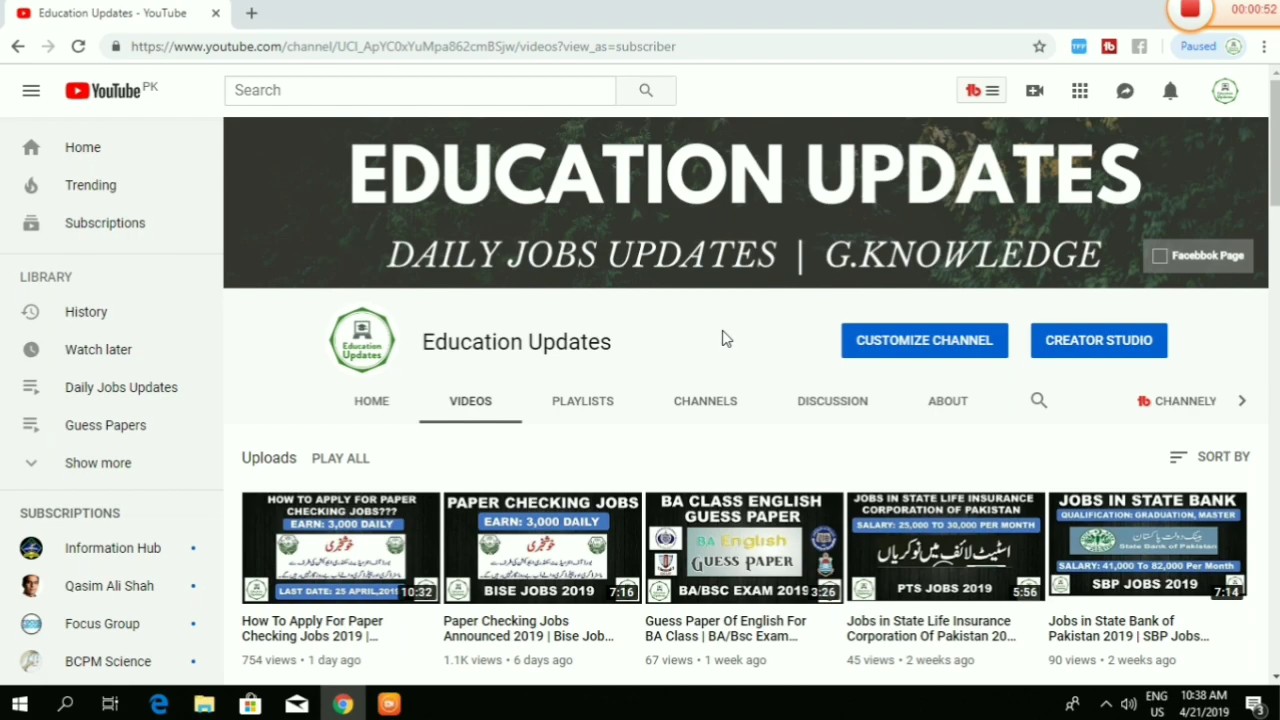 Education Updates - YouTube
00:00:52
https://www.youtube.com/channel/UCI_ApYC0xYuMpa862cmBSjw/videos?view_as=subscriber
Paused
YouTube PK
Search
Home
Trending
Subscriptions
LIBRARY
History
Watch later
Daily Jobs Updates
Guess Papers
Show more
SUBSCRIPTIONS
Information Hub
Qasim Ali Shah
Focus Group
BCPM Science
EDUCATION UPDATES
DAILY JOBS UPDATES | G.KNOWLEDGE
Facebbok Page
Education Updates
Education Updates
CUSTOMIZE CHANNEL
CREATOR STUDIO
HOME
VIDEOS
PLAYLISTS
CHANNELS
DISCUSSION
ABOUT
CHANNELY
Uploads
PLAY ALL
SORT BY
HOW TO APPLY FOR PAPER
CHECKING JOBS???
EARN: 3,000 DAILY
خوشخبری
LAST DATE: 25 APRIL,2019
10:32
How To Apply For Paper
Checking Jobs 2019 |...
754 views • 1 day ago
PAPER CHECKING JOBS
EARN: 3,000 DAILY
خوشخبری
BISE JOBS 2019
7:16
Paper Checking Jobs
Announced 2019 | Bise Job...
1.1K views • 6 days ago
BA CLASS ENGLISH
GUESS PAPER
BA English
GUESS PAPER
BA/BSC EXAM 2019
3:26
Guess Paper Of English For
BA Class | BA/Bsc Exam...
67 views • 1 week ago
JOBS IN STATE LIFE INSURANCE
CORPORATION OF PAKISTAN
SALARY: 25,000 TO 30,000 PER MONTH
اسٹیٹ لائف میں نوکریاں
PTS JOBS 2019
5:56
Jobs in State Life Insurance
Corporation Of Pakistan 20...
45 views • 2 weeks ago
JOBS IN STATE BANK
QUALIFICATION: GRADUATION, MASTER
بینک دولت پاکستان
State Bank of Pakistan
SALARY: 41,000 TO 82,000 Per Month
SBP JOBS 2019
7:14
Jobs in State Bank of
Pakistan 2019 | SBP Jobs...
90 views • 2 weeks ago
ENG
US
10:38 AM
4/21/2019
3